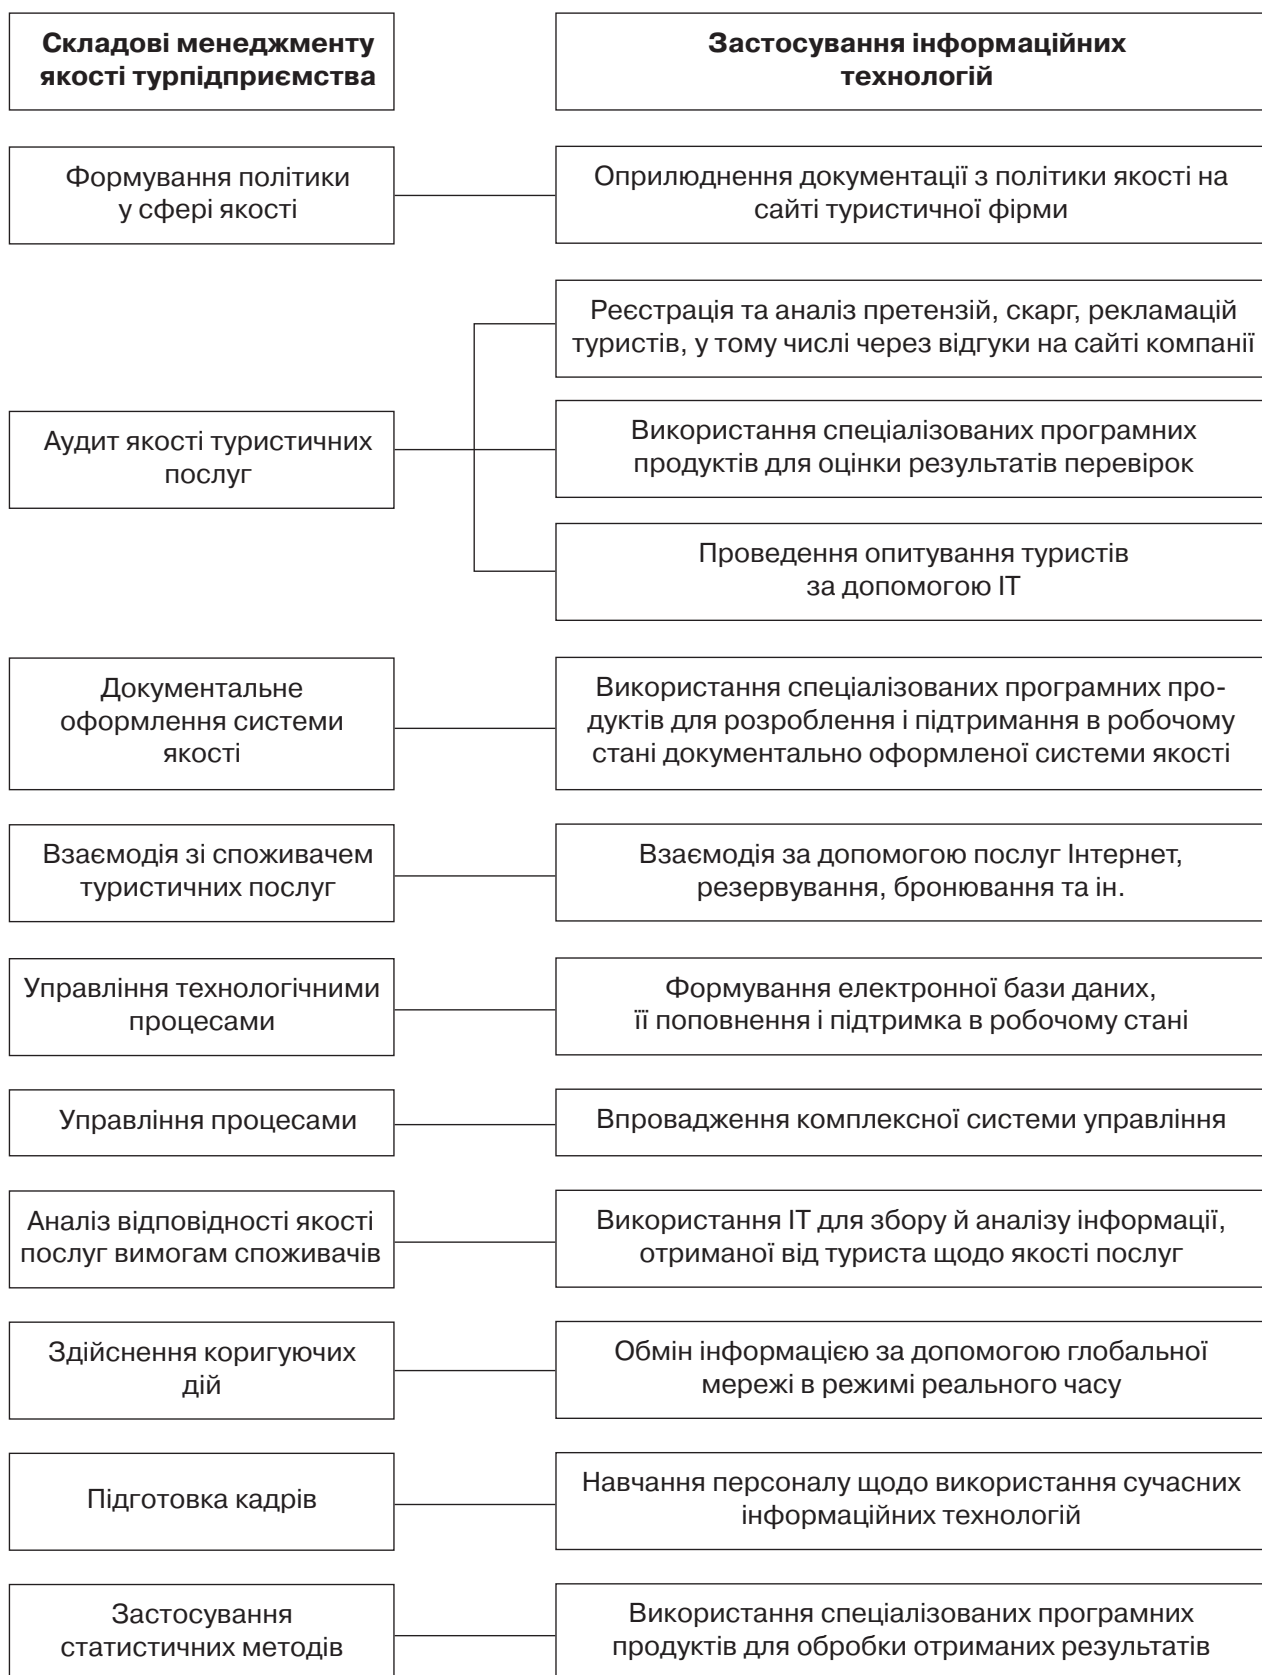 Складові менеджменту
якості турпідприємства
Застосування інформаційних
технологій
Формування політики
у сфері якості
Оприлюднення документації з політики якості на
сайті туристичної фірми
Аудит якості туристичних
послуг
Реєстрація та аналіз претензій, скарг, рекламацій
туристів, у тому числі через відгуки на сайті компанії
Використання спеціалізованих програмних
продуктів для оцінки результатів перевірок
Проведення опитування туристів
за допомогою ІТ
Документальне
оформлення системи
якості
Використання спеціалізованих програмних про-
дуктів для розроблення і підтримання в робочому
стані документально оформленої системи якості
Взаємодія зі споживачем
туристичних послуг
Взаємодія за допомогою послуг Інтернет,
резервування, бронювання та ін.
Управління технологічними
процесами
Формування електронної бази даних,
її поповнення і підтримка в робочому стані
Управління процесами
Впровадження комплексної системи управління
Аналіз відповідності якості
послуг вимогам споживачів
Використання ІТ для збору й аналізу інформації,
отриманої від туриста щодо якості послуг
Здійснення коригуючих
дій
Обмін інформацією за допомогою глобальної
мережі в режимі реального часу
Підготовка кадрів
Навчання персоналу щодо використання сучасних
інформаційних технологій
Застосування
статистичних методів
Використання спеціалізованих програмних
продуктів для обробки отриманих результатів